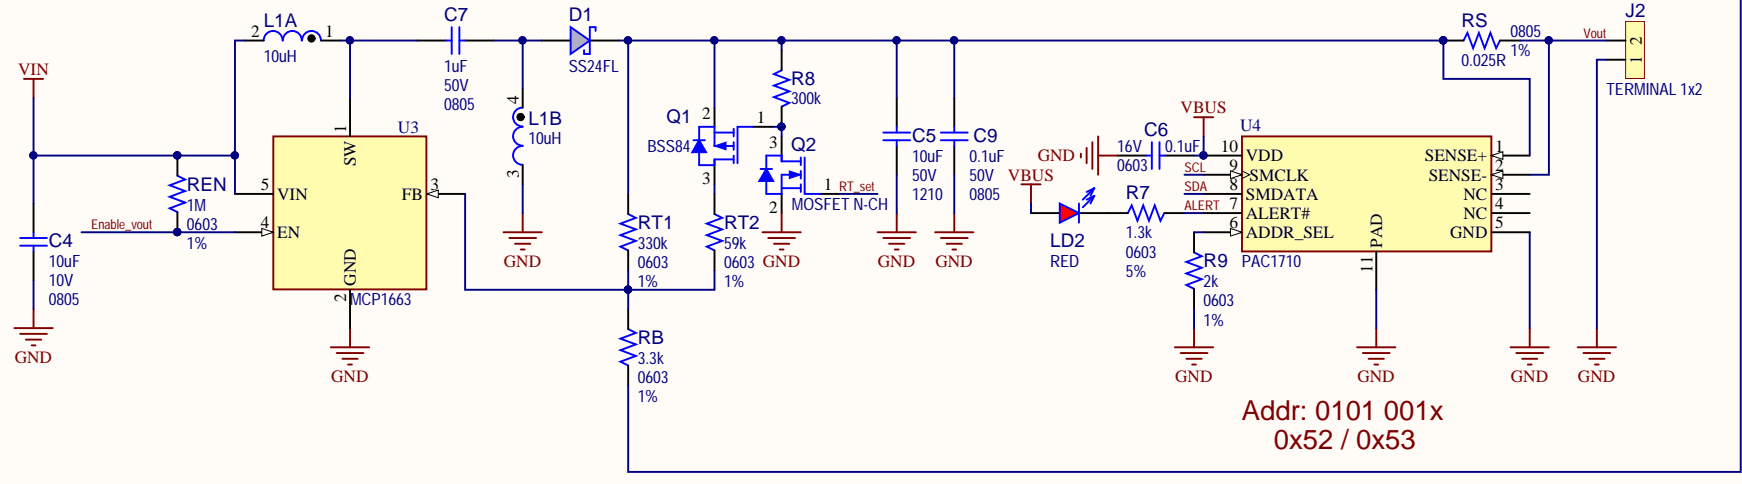 L1A
2
1
10uH
C7
1uF
50V
0805
D1
SS24FL
RS
0805
1%
0.025R
J2
Vout
2
1
TERMINAL 1x2
VIN
R8
300k
4
L1B
10uH
3
GND
Q1
BSS84
2
1
3
3
Q2
1
RT_set
MOSFET N-CH
2
GND
C5
10uF
50V
1210
GND
C9
0.1uF
50V
0805
GND
U3
1
SW
5
VIN
FB
3
4
EN
GND
2
MCP1663
GND
REN
1M
0603
1%
Enable_vout
C4
10uF
10V
0805
GND
RT1
330k
0603
1%
RT2
59k
0603
1%
RB
3.3k
0603
1%
VBUS
C6
GND
16V
0.1uF
0603
VBUS
SCL
SDA
ALERT
LD2
RED
R7
1.3k
0603
5%
R9
2k
0603
1%
GND
U4
10
VDD
9
SMCLK
8
SMDATA
7
ALERT#
6
ADDR_SEL
SENSE+
1
SENSE-
2
NC
3
NC
4
GND
5
PAD
11
PAC1710
GND
GND
GND
Addr: 0101 001x
0x52 / 0x53